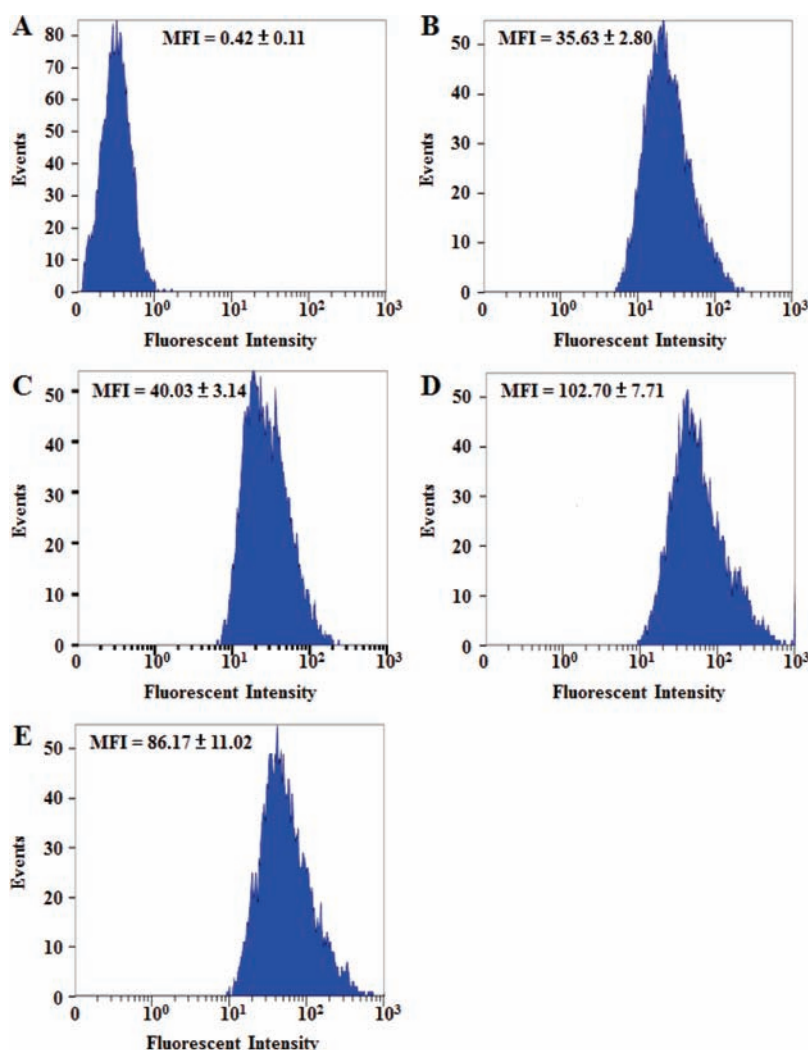 A
MFI = 0.42 ± 0.11
80
70
60
50
40
30
20
10
0
Events
0 10⁰ 10¹ 10² 10³
Fluorescent Intensity
B
MFI = 35.63 ± 2.80
50
40
30
20
10
0
Events
0 10⁰ 10¹ 10² 10³
Fluorescent Intensity
C
MFI = 40.03 ± 3.14
50
40
30
20
10
0
Events
0 10⁰ 10¹ 10² 10³
Fluorescent Intensity
D
MFI = 102.70 ± 7.71
50
40
30
20
10
0
Events
0 10⁰ 10¹ 10² 10³
Fluorescent Intensity
E
MFI = 86.17 ± 11.02
50
40
30
20
10
0
Events
0 10⁰ 10¹ 10² 10³
Fluorescent Intensity